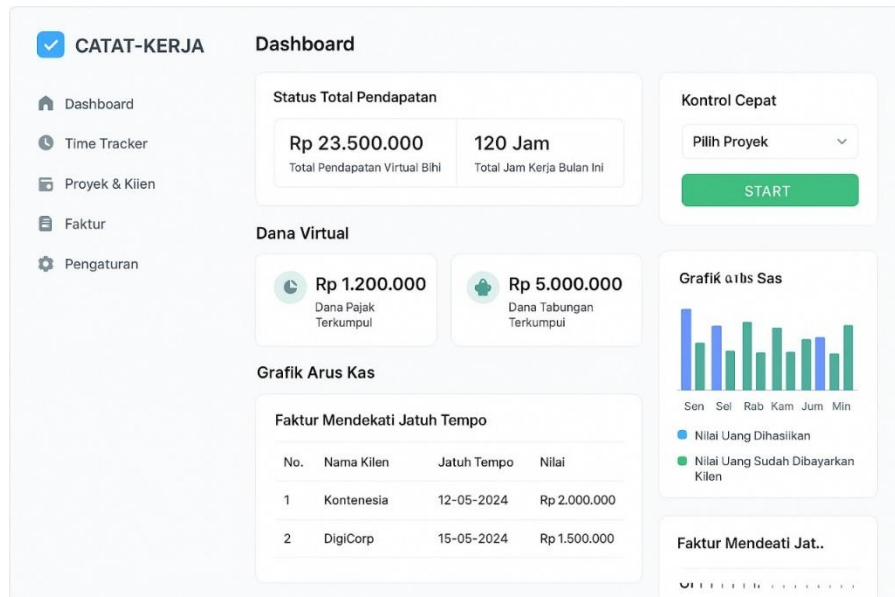 CATAT-KERJA
Dashboard
Time Tracker
Proyek & Kiien
Faktur
Pengaturan
Dashboard
Status Total Pendapatan
Rp 23.500.000
Total Pendapatan Virtual Blhi
120 Jam
Total Jam Kerja Bulan Ini
Dana Virtual
Rp 1.200.000
Dana Pajak
Terkumpul
Rp 5.000.000
Dana Tabungan
Terkumpui
Grafik Arus Kas
Faktur Mendekati Jatuh Tempo
No. Nama Kilen Jatuh Tempo Nilai
1 Kontenesia 12-05-2024 Rp 2.000.000
2 DigiCorp 15-05-2024 Rp 1.500.000
Kontrol Cepat
Pilih Proyek
START
Grafik Sas
Sen Sel Rab Kam Jum Min
Nilai Uang Dihasiikan
Nilai Uang Sudah Dibayarkan
Kilen
Faktur Mendeati Jat..